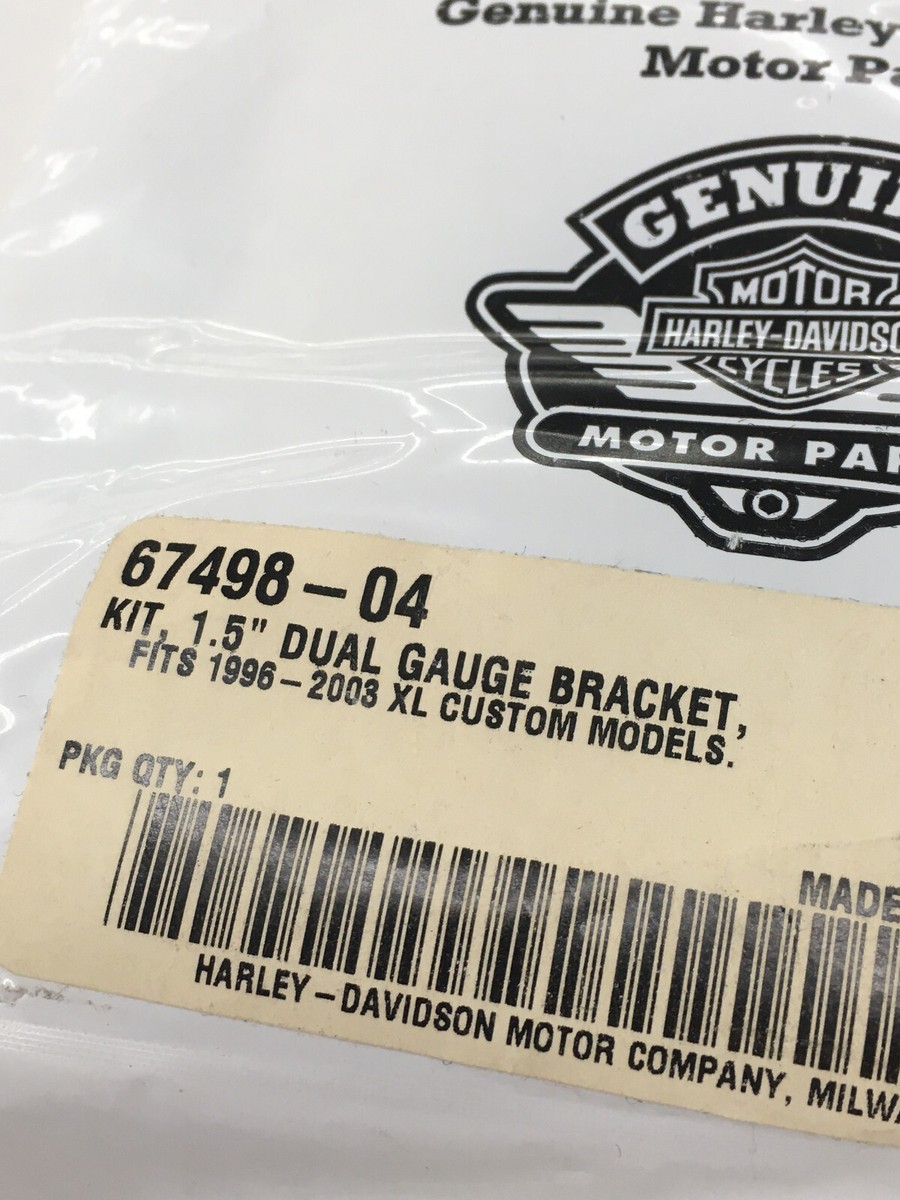 Genuine Harley
Motor Pa
GENUI
MOTOR
HARLEY-DAVIDSO
CYCLES
MOTOR PAR
67498-04
KIT, 1.5" DUAL GAUGE BRACKET,
FITS 1996-2003 XL CUSTOM MODELS.
PKG QTY: 1
MADE
HARLEY-DAVIDSON MOTOR COMPANY, MILWA